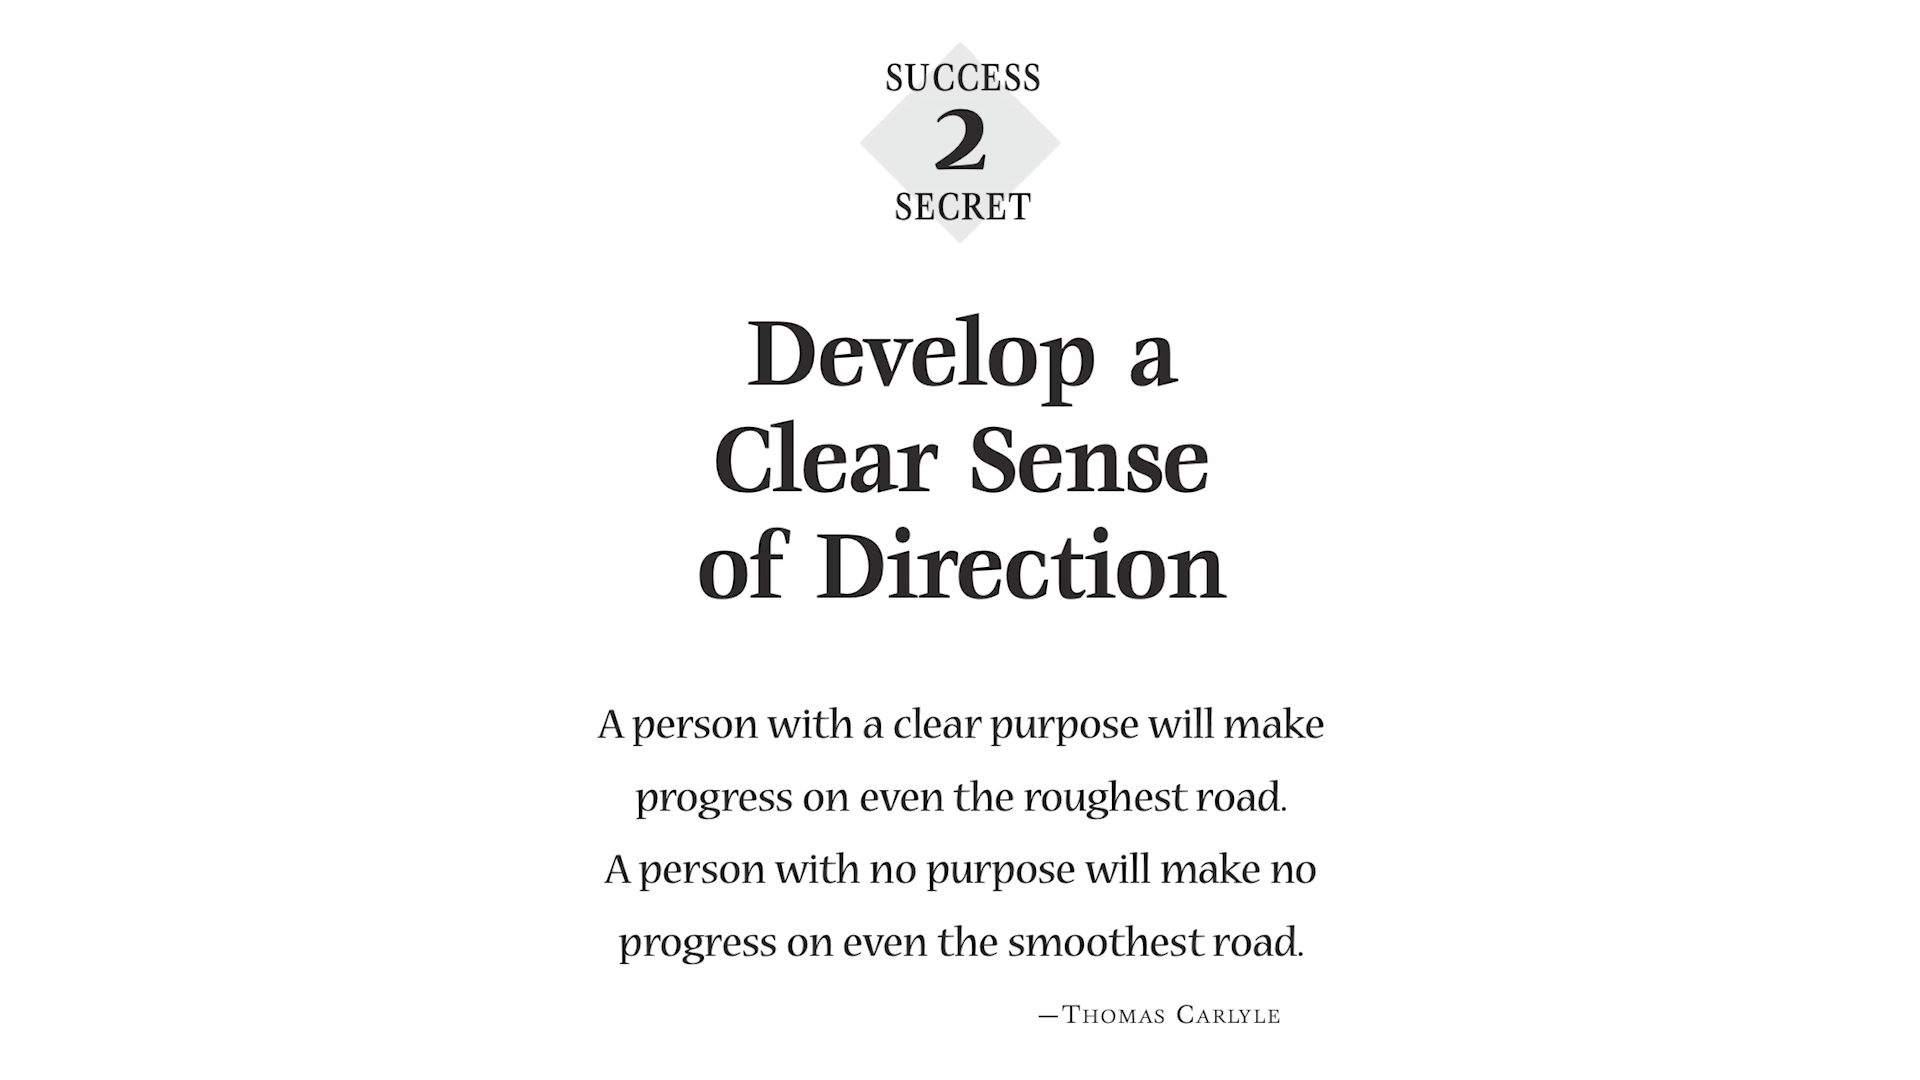 SUCCESS
2
SECRET
Develop a
Clear Sense
of Direction
A person with a clear purpose will make
progress on even the roughest road.
A person with no purpose will make no
progress on even the smoothest road.
—Thomas Carlyle